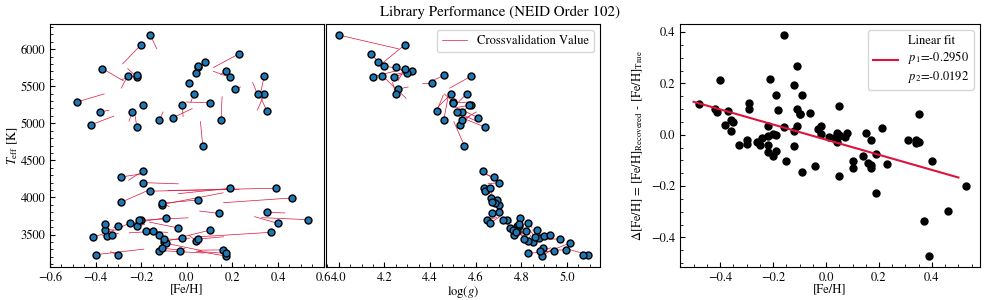 Library Performance (NEID Order 102)
T_eff [K]
6000
5500
5000
4500
4000
3500
−0.6 −0.4 −0.2 0.0 0.2 0.4 0.6
[Fe/H]
Crossvalidation Value
4.0 4.2 4.4 4.6 4.8 5.0
log(g)
Δ[Fe/H] = [Fe/H]_Recovered - [Fe/H]_True
0.4
0.2
0.0
−0.2
−0.4
Linear fit
p_1=-0.2950
p_2=-0.0192
−0.4 −0.2 0.0 0.2 0.4
[Fe/H]